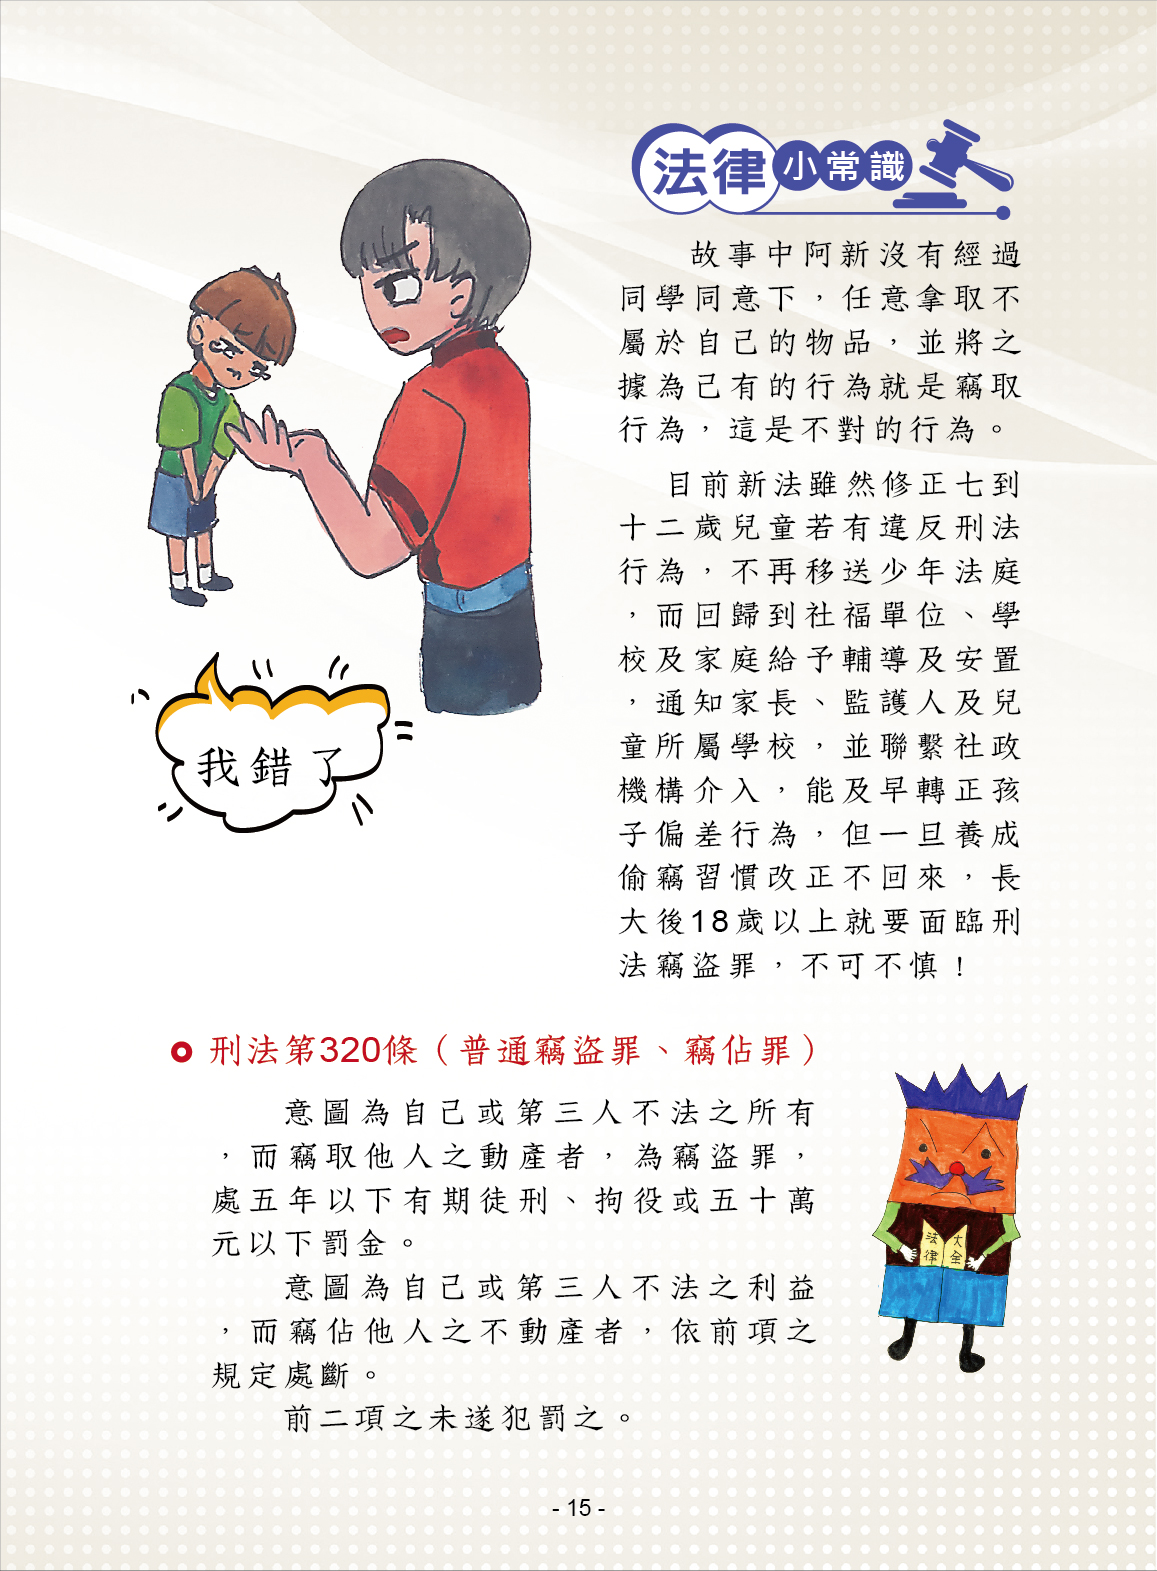 法律小常識
故事中阿新沒有經過
同學同意下，任意拿取不
屬於自己的物品，並將之
據為己有的行為就是竊取
行為，這是不對的行為。
目前新法雖然修正七到
十二歲兒童若有違反刑法
行為，不再移送少年法庭
，而回歸到社福單位、學
校及家庭給予輔導及安置
，通知家長、監護人及兒
童所屬學校，並聯繫社政
機構介入，能及早轉正孩
子偏差行為，但一旦養成
偷竊習慣改正不回來，長
大後18歲以上就要面臨刑
法竊盜罪，不可不慎！
我錯了
刑法第320條（普通竊盜罪、竊佔罪）
意圖為自己或第三人不法之所有
，而竊取他人之動產者，為竊盜罪，
處五年以下有期徒刑、拘役或五十萬
元以下罰金。
意圖為自己或第三人不法之利益
，而竊佔他人之不動產者，依前項之
規定處斷。
前二項之未遂犯罰之。
法律
大全
- 15 -